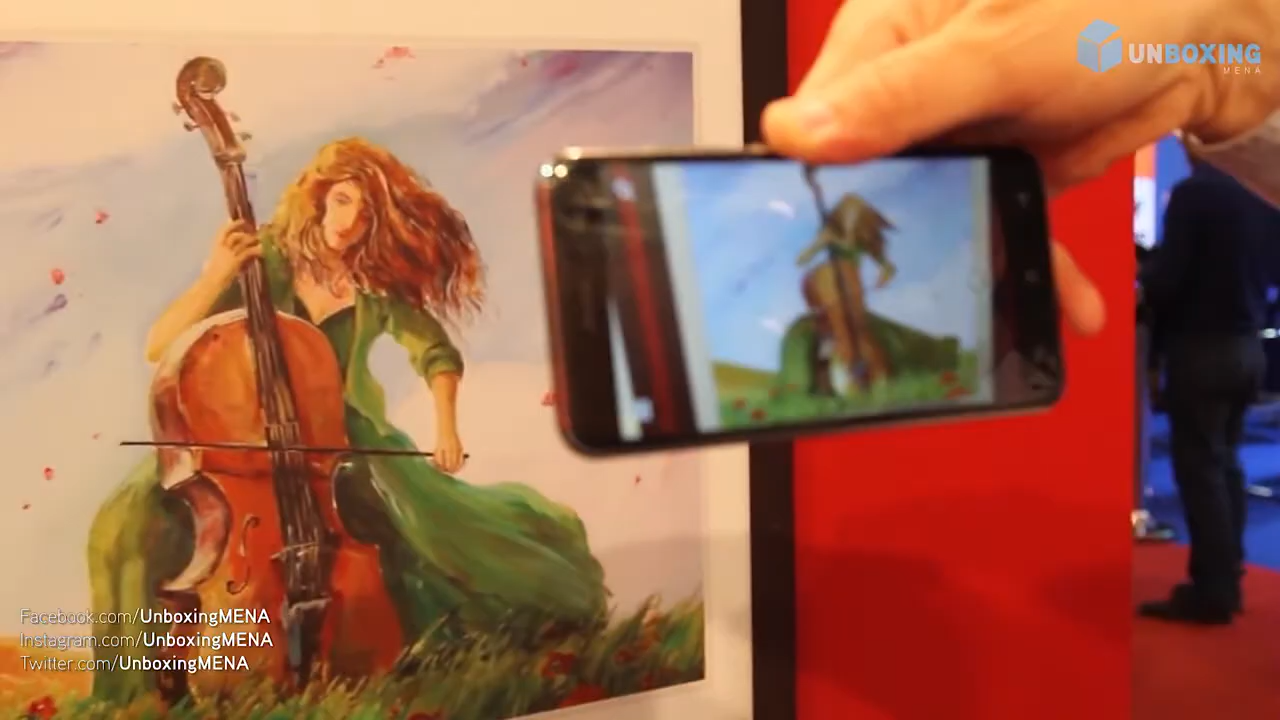 UNBOXING
MENA
Facebook.com/UnboxingMENA
Instagram.com/UnboxingMENA
Twitter.com/UnboxingMENA